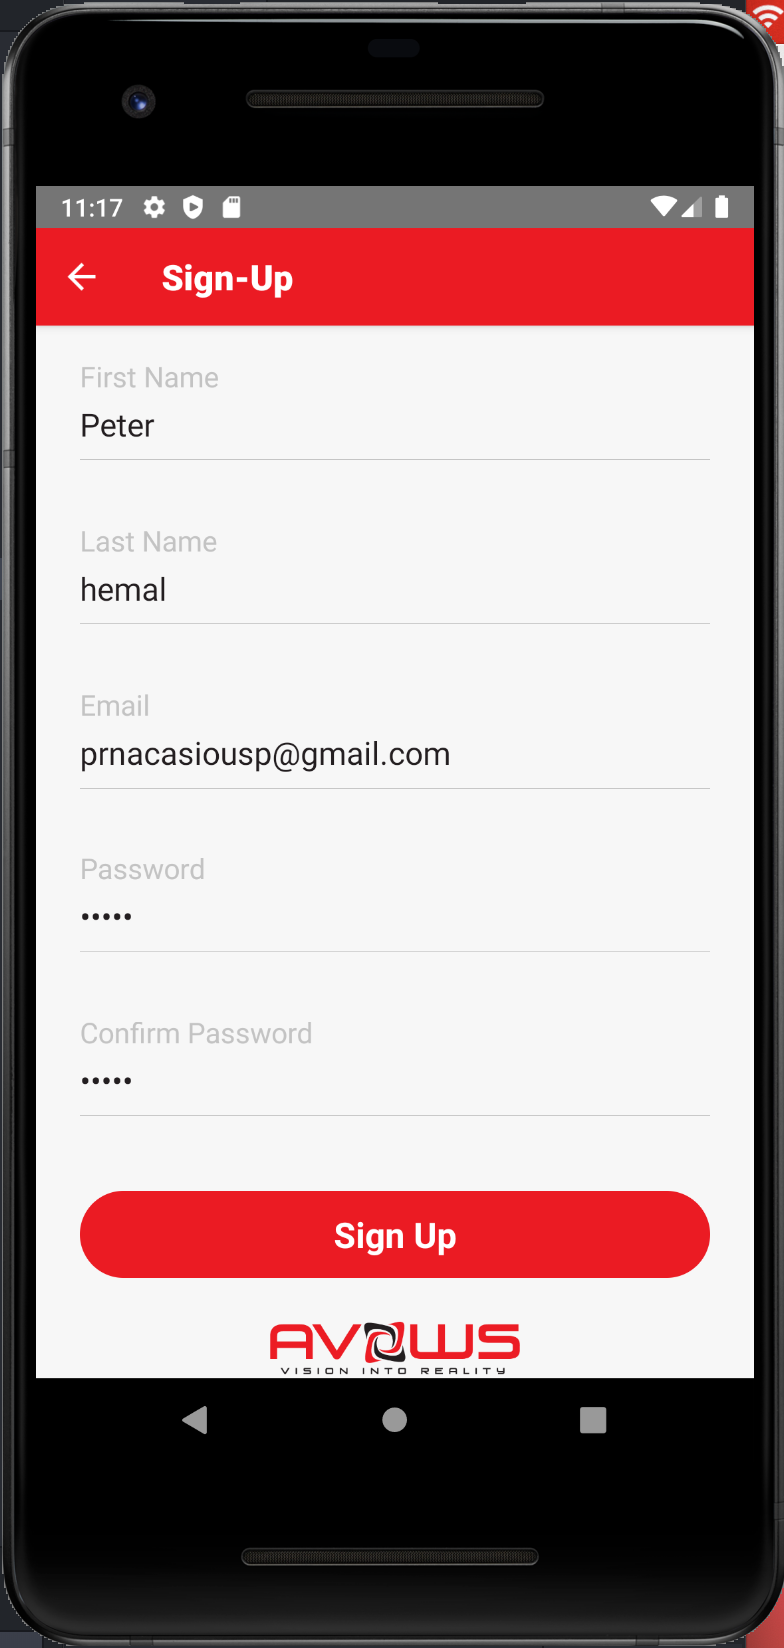 11:17
Sign-Up
First Name
Peter
Last Name
hemal
Email
prnacasiousp@gmail.com
Password
•••••
Confirm Password
•••••
Sign Up
AVOWS
VISION INTO REALITY